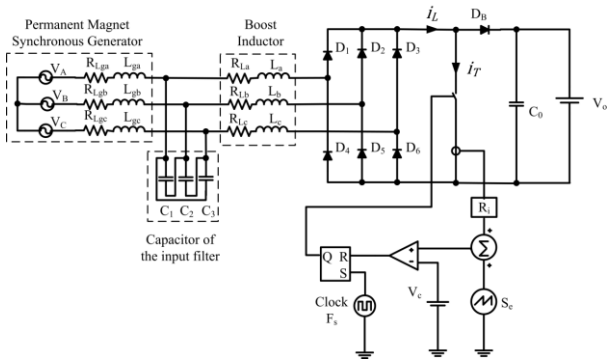 Permanent Magnet
Synchronous Generator
Boost
Inductor
V_A
R_Lga
L_ga
R_La
L_a
V_B
R_Lgb
L_gb
R_Lb
L_b
V_C
R_Lgc
L_gc
R_Lc
L_c
D_1
D_2
D_3
D_4
D_5
D_6
i_L
D_B
i_T
C_0
V_o
C_1 C_2 C_3
Capacitor of
the input filter
R_i
Σ
+
+
S_e
Q R
S
+
-
V_c
Clock
F_s